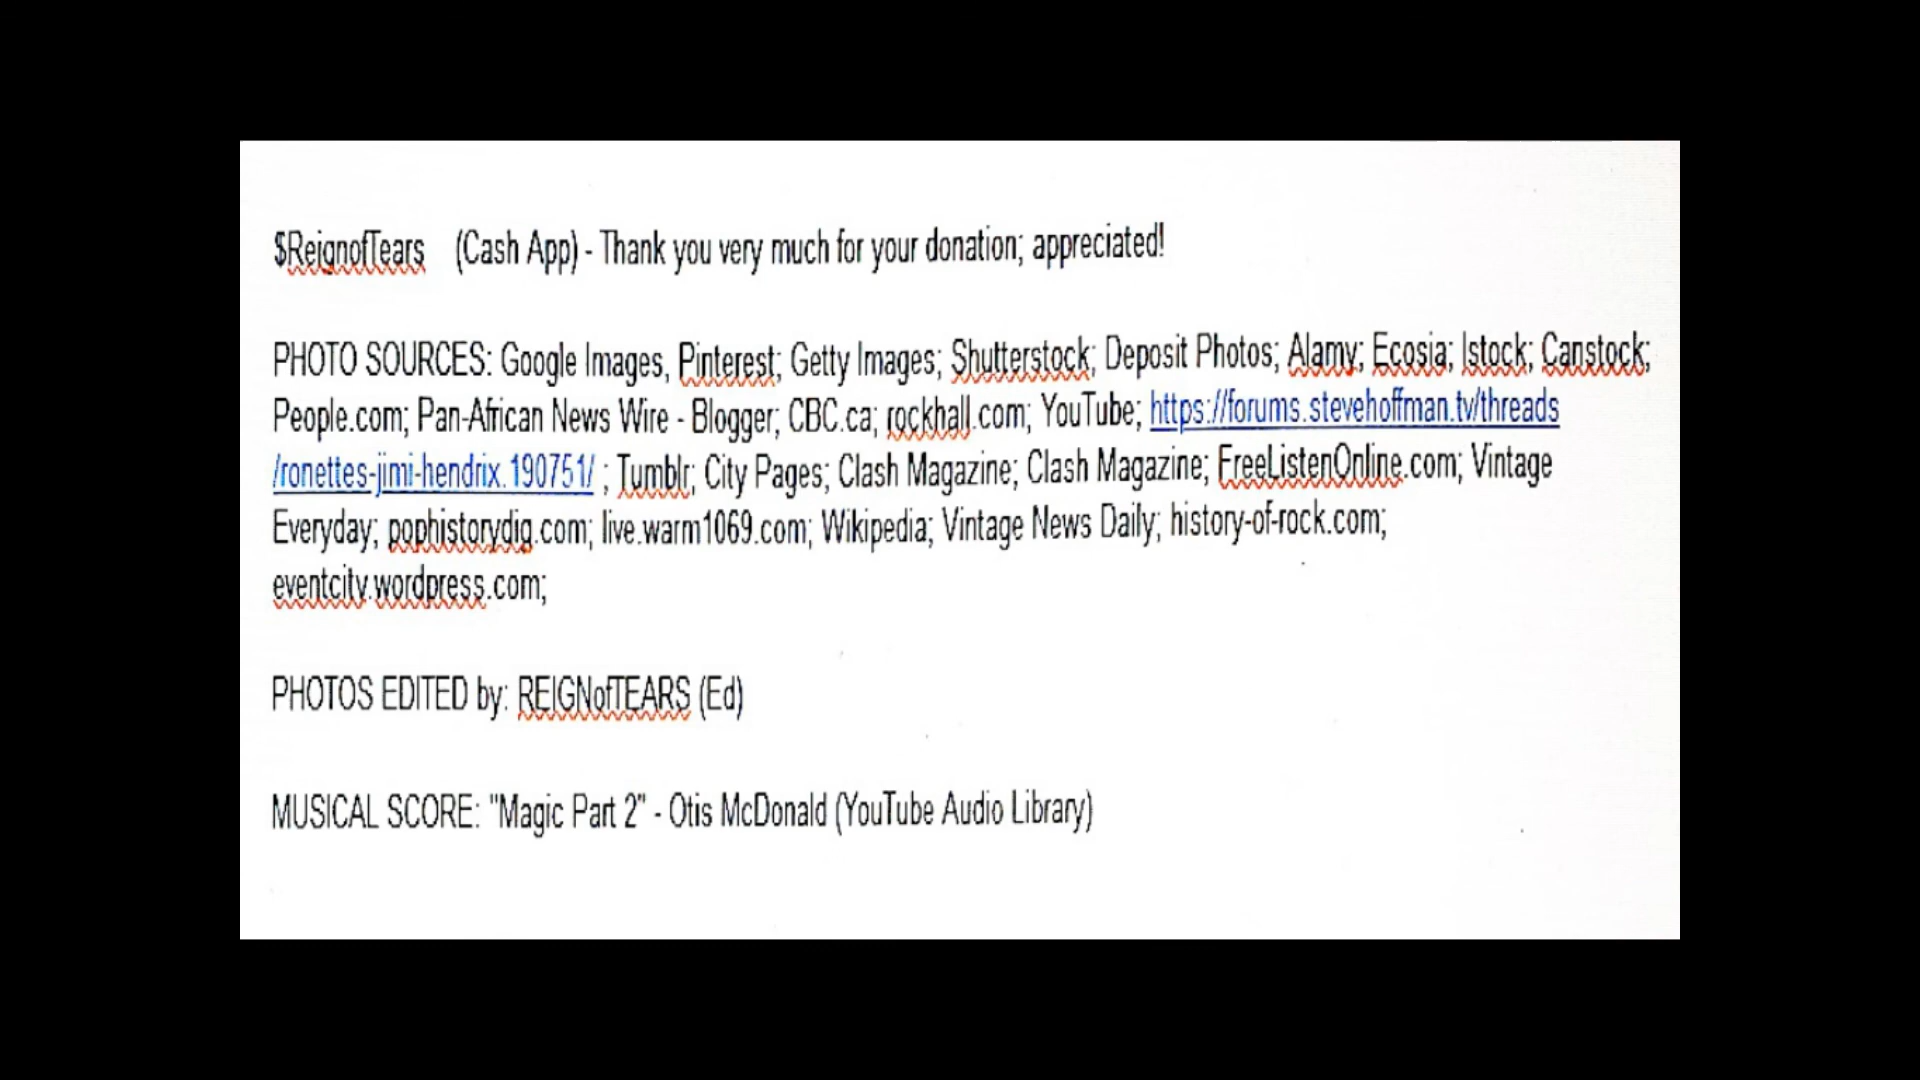 $ReignofTears (Cash App) - Thank you very much for your donation; appreciated!
PHOTO SOURCES: Google Images, Pinterest; Getty Images; Shutterstock; Deposit Photos; Alamy; Ecosia; Istock; Canstock;
People.com; Pan-African News Wire - Blogger; CBC.ca; rockhall.com; YouTube; https://forums.stevehoffman.tv/threads
/ronettes-jimi-hendrix.190751/ ; Tumblr; City Pages; Clash Magazine; Clash Magazine; FreeListenOnline.com; Vintage
Everyday; pophistorydig.com; live.warm1069.com; Wikipedia; Vintage News Daily; history-of-rock.com;
eventcity.wordpress.com;
PHOTOS EDITED by: REIGNofTEARS (Ed)
MUSICAL SCORE: "Magic Part 2" - Otis McDonald (YouTube Audio Library)